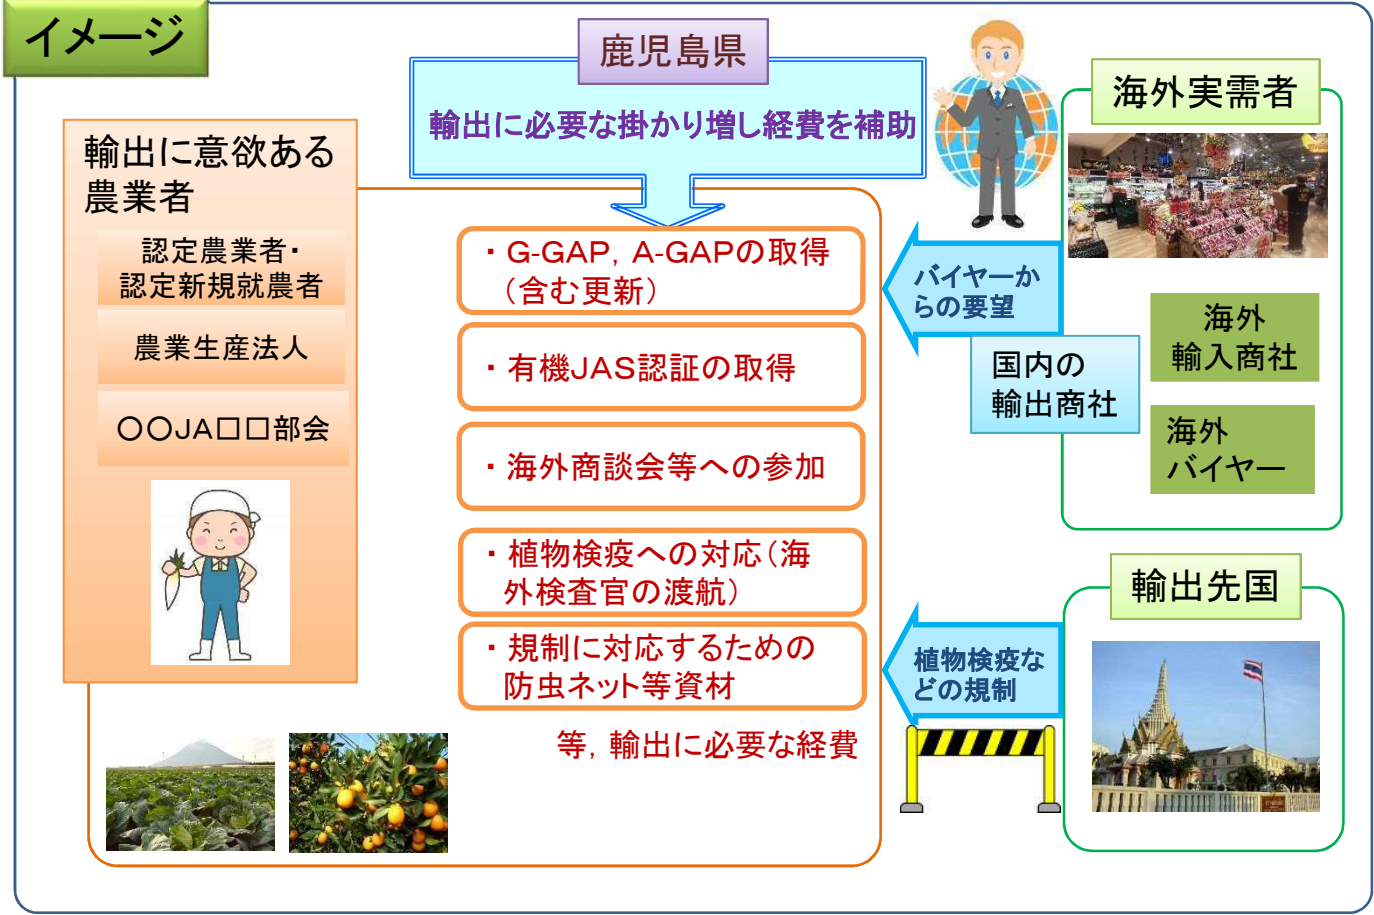 イメージ
鹿児島県
輸出に必要な掛かり増し経費を補助
輸出に意欲ある
農業者
認定農業者・
認定新規就農者
農業生産法人
〇〇JA□□部会
・G-GAP，A-GAPの取得
（含む更新）
・有機JAS認証の取得
・海外商談会等への参加
・植物検疫への対応（海
外検査官の渡航）
・規制に対応するための
防虫ネット等資材
等，輸出に必要な経費
バイヤーか
らの要望
海外実需者
海外
輸入商社
国内の
輸出商社
海外
バイヤー
植物検疫な
どの規制
輸出先国